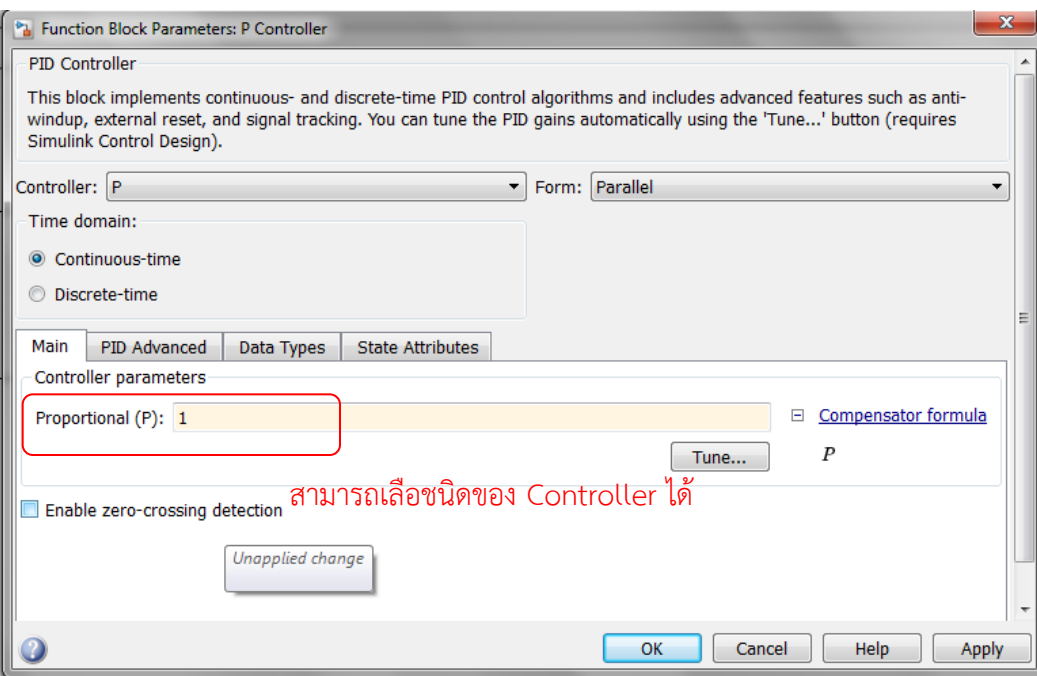 Function Block Parameters: P Controller
PID Controller
This block implements continuous- and discrete-time PID control algorithms and includes advanced features such as anti-
windup, external reset, and signal tracking. You can tune the PID gains automatically using the 'Tune...' button (requires
Simulink Control Design).
Controller: P Form: Parallel
Time domain:
Continuous-time
Discrete-time
Main PID Advanced Data Types State Attributes
Controller parameters
Proportional (P): 1 Compensator formula
Tune... P
สามารถเลือชนิดของ Controller ได้
Enable zero-crossing detection
Unapplied change
OK Cancel Help Apply